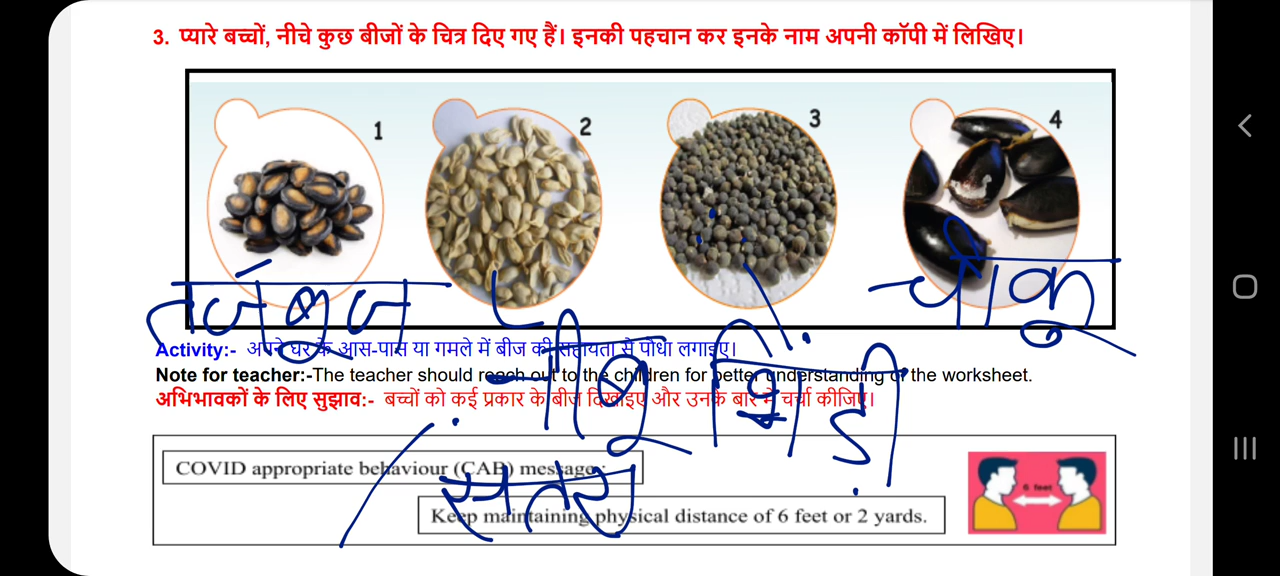 3. प्यारे बच्चों, नीचे कुछ बीजों के चित्र दिए गए हैं। इनकी पहचान कर इनके नाम अपनी कॉपी में लिखिए।
1
2
3
4
तर्जबुज
चीकू
नींबू
भिंडी
संतरा
Activity:- अपने घर के आस-पास या गमले में बीज की सहायता से पौधा लगाइए।
Note for teacher:-The teacher should reach out to the children for better understanding of the worksheet.
अभिभावकों के लिए सुझाव:- बच्चों को कई प्रकार के बीज दिखाइए और उनके बारे में चर्चा कीजिए।
COVID appropriate behaviour (CAB) message:
Keep maintaining physical distance of 6 feet or 2 yards.
6 feet